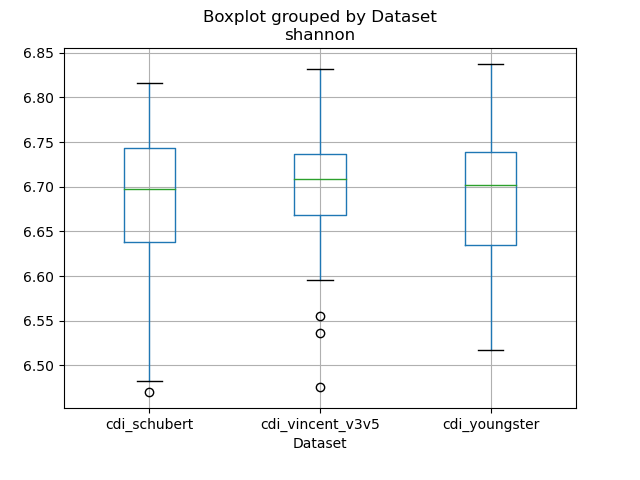 Boxplot grouped by Dataset
shannon
6.85
6.80
6.75
6.70
6.65
6.60
6.55
6.50
cdi_schubert cdi_vincent_v3v5 cdi_youngster
Dataset